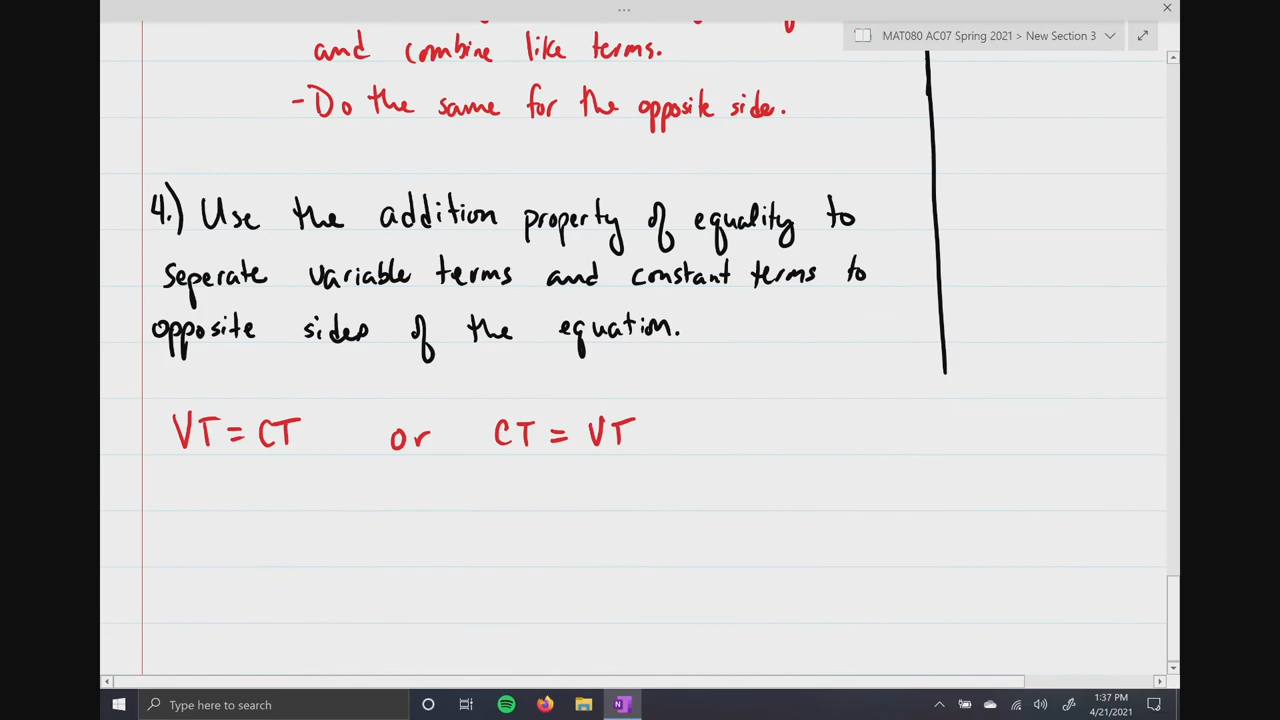 ...
MAT080 AC07 Spring 2021 > New Section 3
and combine like terms.
- Do the same for the opposite side.
4.) Use the addition property of equality to
seperate variable terms and constant terms to
opposite sides of the equation.
VT = CT or CT = VT
Type here to search
1:37 PM
4/21/2021